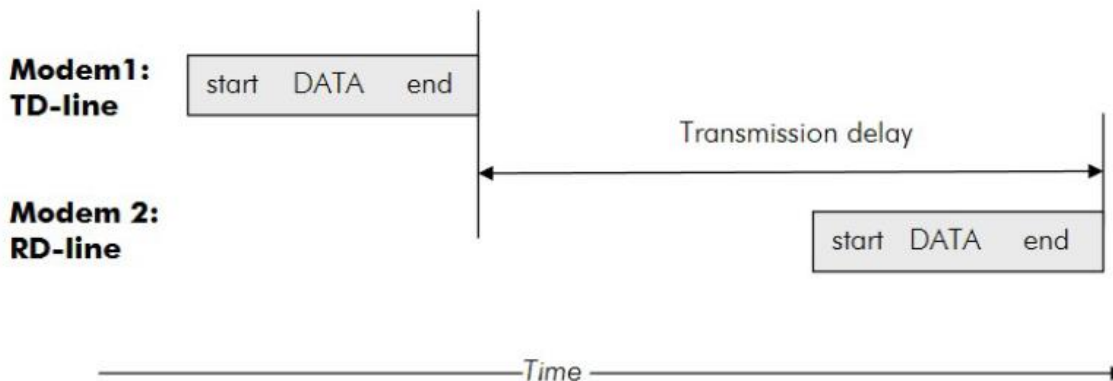 Modem1:
TD-line
start DATA end
Transmission delay
Modem 2:
RD-line
start DATA end
Time